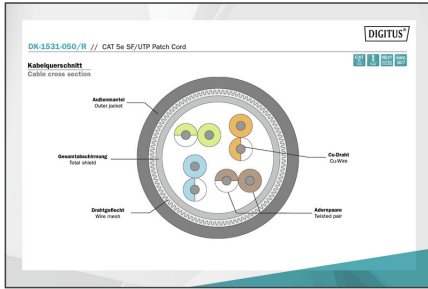 DIGITUS®
DK-1531-050/R // CAT 5e SF/UTP Patch Cord
Kabelquerschnitt
Cable cross section
Außenmantel
Outer jacket
Gesamtabschirmung
Total shield
Cu-Draht
Cu-Wire
Drahtgeflecht
Wire mesh
Adernpaare
Twisted pair